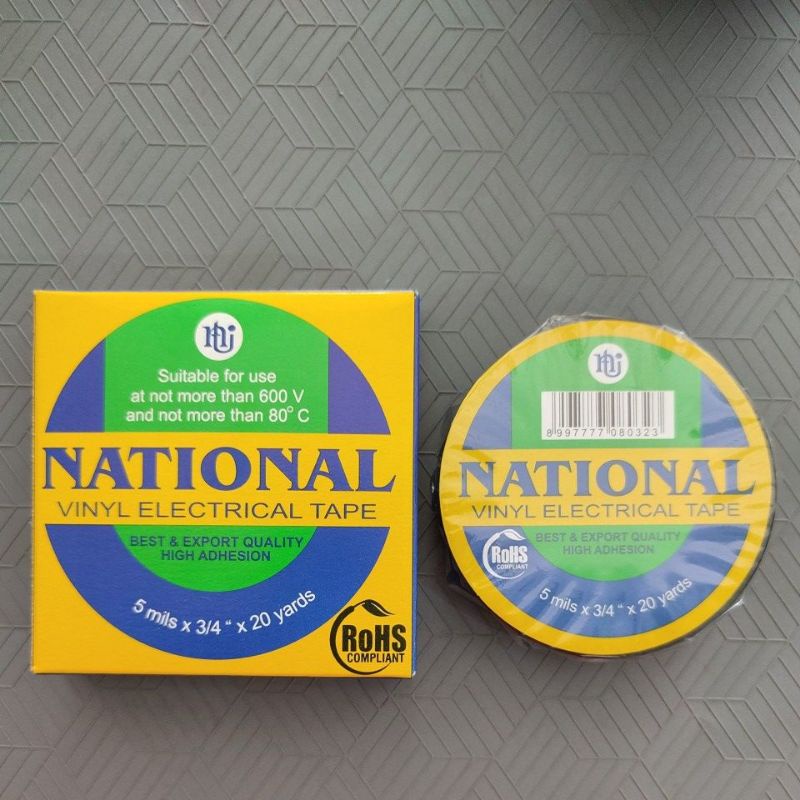 Suitable for use
at not more than 600 V
and not more than 80° C
NATIONAL
VINYL ELECTRICAL TAPE
BEST & EXPORT QUALITY
HIGH ADHESION
5 mils x 3/4 “ x 20 yards
RoHS
COMPLIANT
8 997777 080323
NATIONAL
VINYL ELECTRICAL TAPE
BEST & EXPORT QUALITY
HIGH ADHESION
RoHS
COMPLIANT
5 mils x 3/4 “ x 20 yards